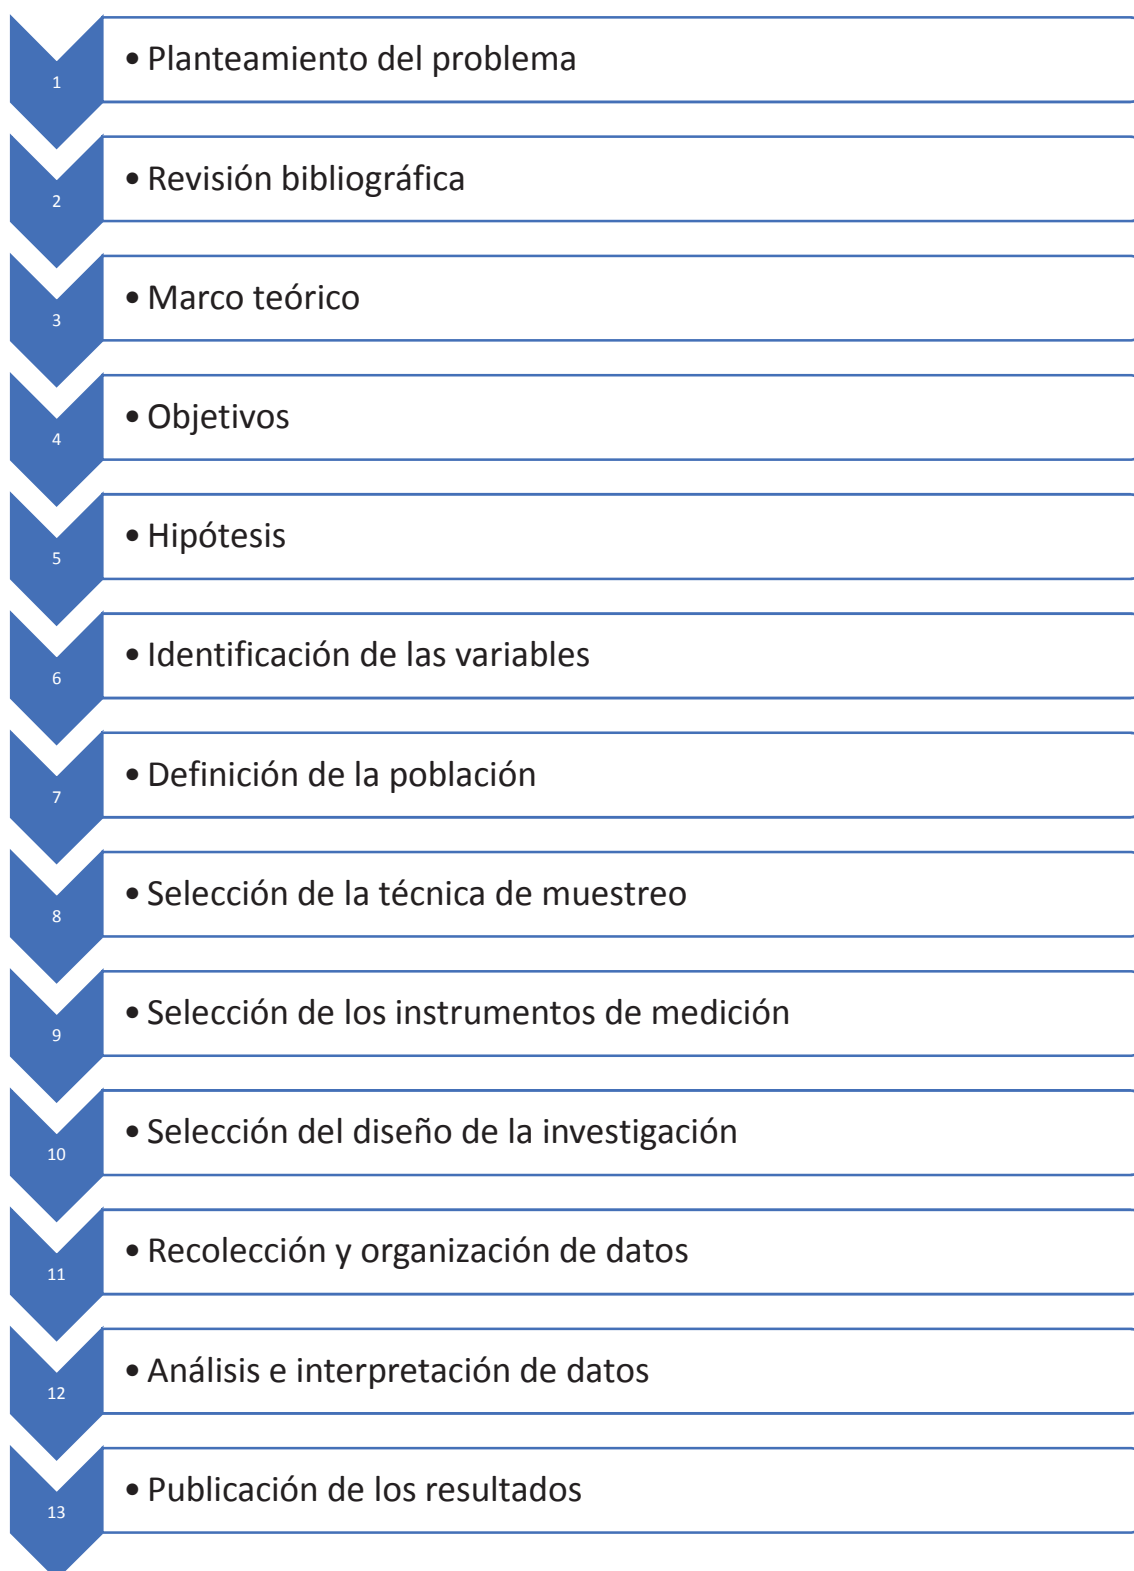 1
• Planteamiento del problema
2
• Revisión bibliográfica
3
• Marco teórico
4
• Objetivos
5
• Hipótesis
6
• Identificación de las variables
7
• Definición de la población
8
• Selección de la técnica de muestreo
9
• Selección de los instrumentos de medición
10
• Selección del diseño de la investigación
11
• Recolección y organización de datos
12
• Análisis e interpretación de datos
13
• Publicación de los resultados